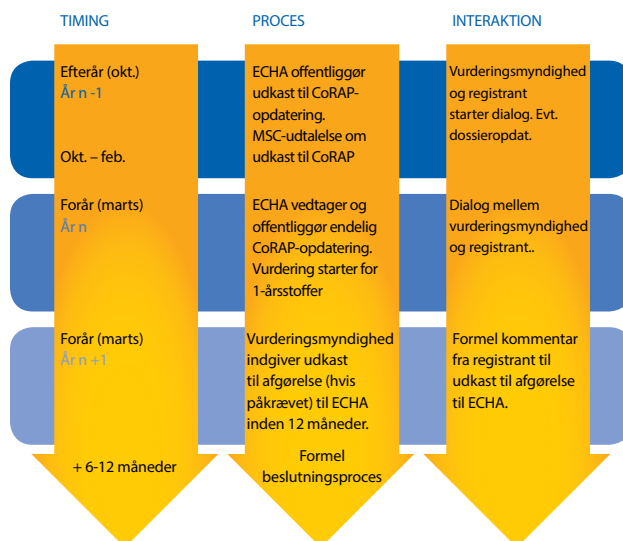 TIMING
PROCES
INTERAKTION
Efterår (okt.)
År n -1
Okt. – feb.
ECHA offentliggør
udkast til CoRAP-
opdatering.
MSC-udtalelse om
udkast til CoRAP
Vurderingsmyndighed
og registrant
starter dialog. Evt.
dossieropdat.
Forår (marts)
År n
ECHA vedtager og
offentliggør endelig
CoRAP-opdatering.
Vurdering starter for
1-årsstoffer
Dialog mellem
vurderingsmyndighed
og registrant..
Forår (marts)
År n +1
Vurderingsmyndighed
indgiver udkast
til afgørelse (hvis
påkrævet) til ECHA
inden 12 måneder.
Formel kommentar
fra registrant til
udkast til afgørelse
til ECHA.
+ 6-12 måneder
Formel
beslutningsproces